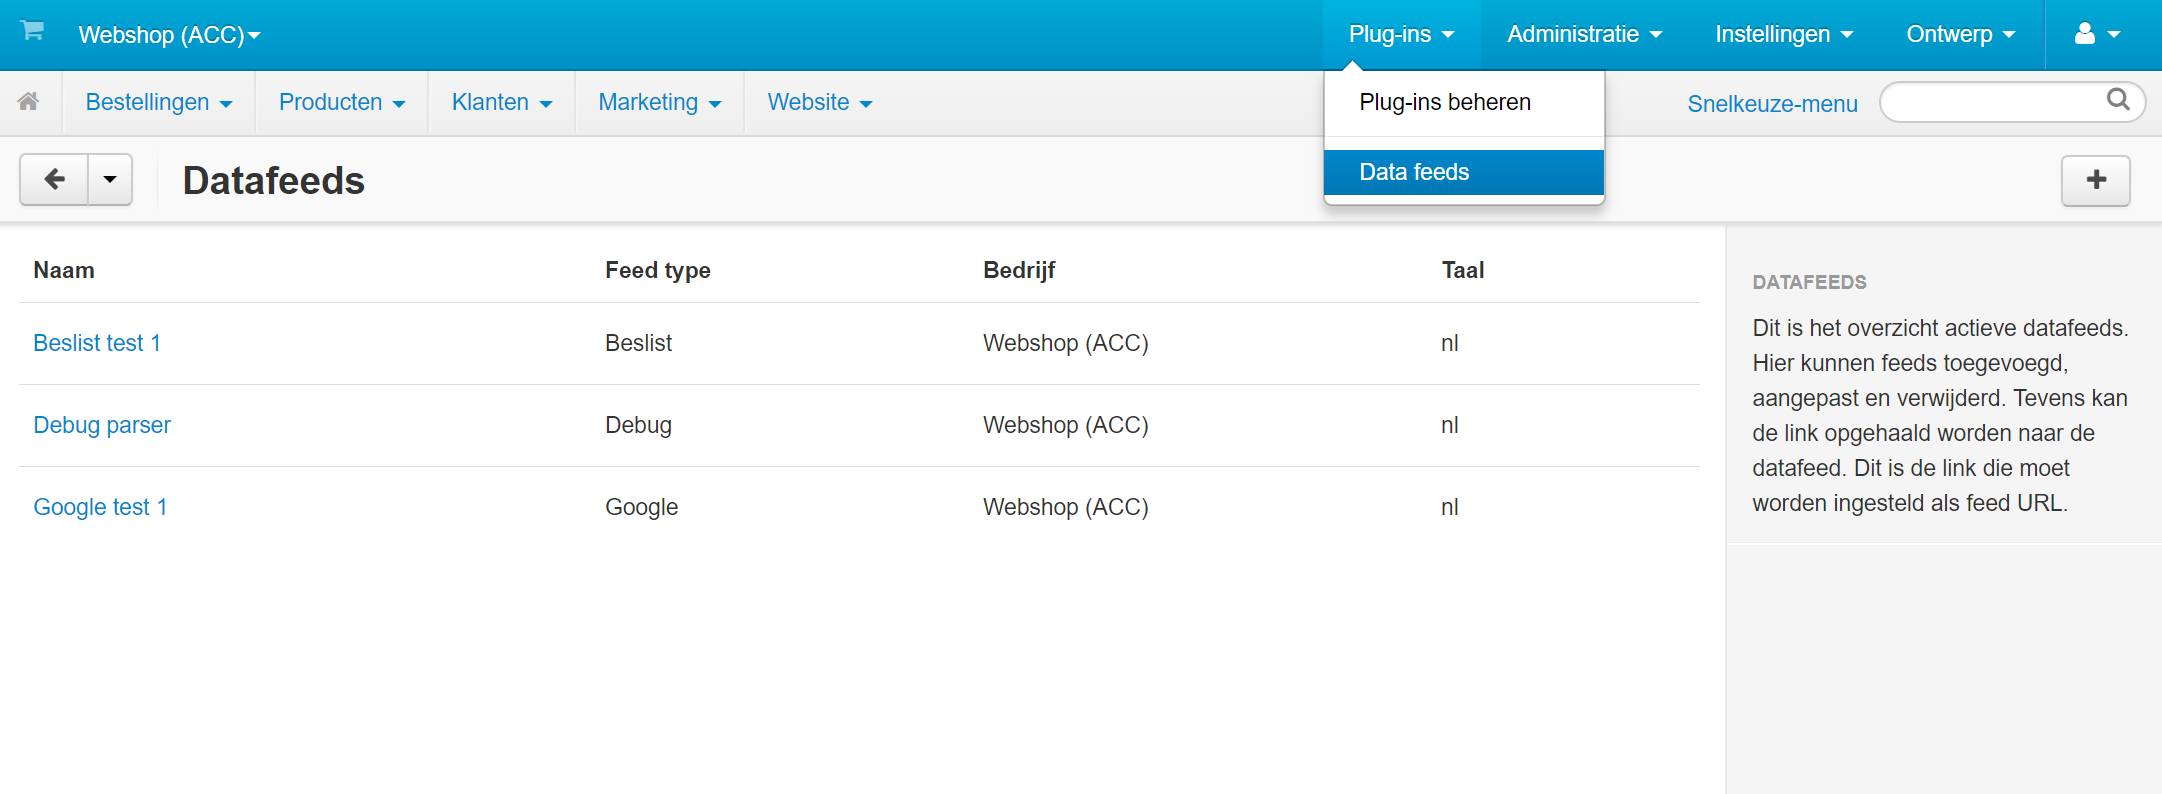 Webshop (ACC) Plug-ins Administratie Instellingen Ontwerp
Bestellingen Producten Klanten Marketing Website Plug-ins beheren Snelkeuze-menu
Datafeeds Data feeds
Naam Feed type Bedrijf Taal
Beslist test 1 Beslist Webshop (ACC) nl
Debug parser Debug Webshop (ACC) nl
Google test 1 Google Webshop (ACC) nl
DATAFEEDS
Dit is het overzicht actieve datafeeds.
Hier kunnen feeds toegevoegd,
aangepast en verwijderd. Tevens kan
de link opgehaald worden naar de
datafeed. Dit is de link die moet
worden ingesteld als feed URL.